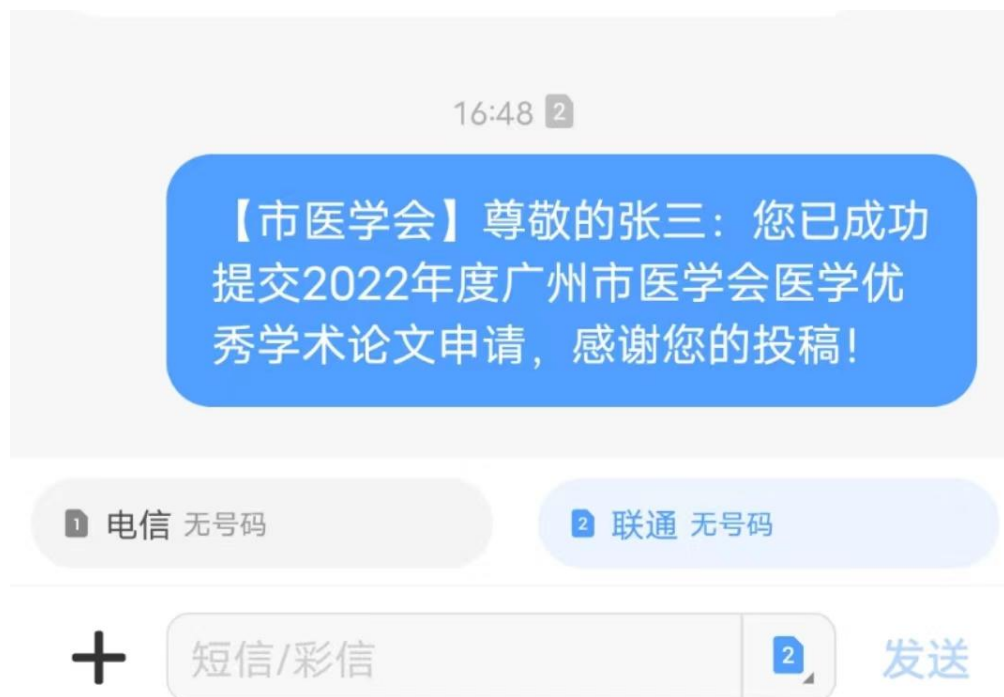 16:48 2
【市医学会】尊敬的张三：您已成功
提交2022年度广州市医学会医学优
秀学术论文申请，感谢您的投稿！
1 电信 无号码
2 联通 无号码
短信/彩信
2
发送